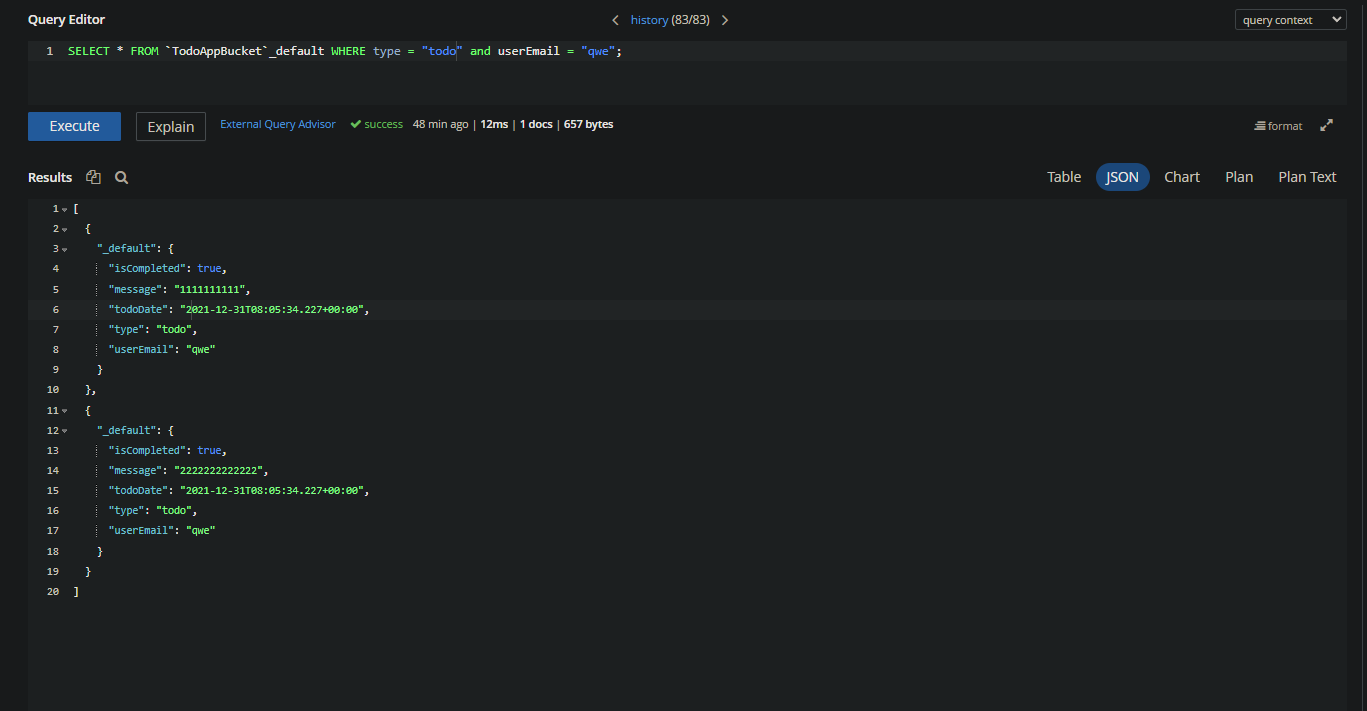 Query Editor
history (83/83)
query context
1 SELECT * FROM `TodoAppBucket`_default WHERE type = "todo" and userEmail = "qwe";
Execute
Explain
External Query Advisor
success 48 min ago | 12ms | 1 docs | 657 bytes
format
Results
Table
JSON
Chart
Plan
Plan Text
1 [
2 {
3 "_default": {
4 "isCompleted": true,
5 "message": "1111111111",
6 "todoDate": "2021-12-31T08:05:34.227+00:00",
7 "type": "todo",
8 "userEmail": "qwe"
9 }
10 },
11 {
12 "_default": {
13 "isCompleted": true,
14 "message": "2222222222222",
15 "todoDate": "2021-12-31T08:05:34.227+00:00",
16 "type": "todo",
17 "userEmail": "qwe"
18 }
19 }
20 ]